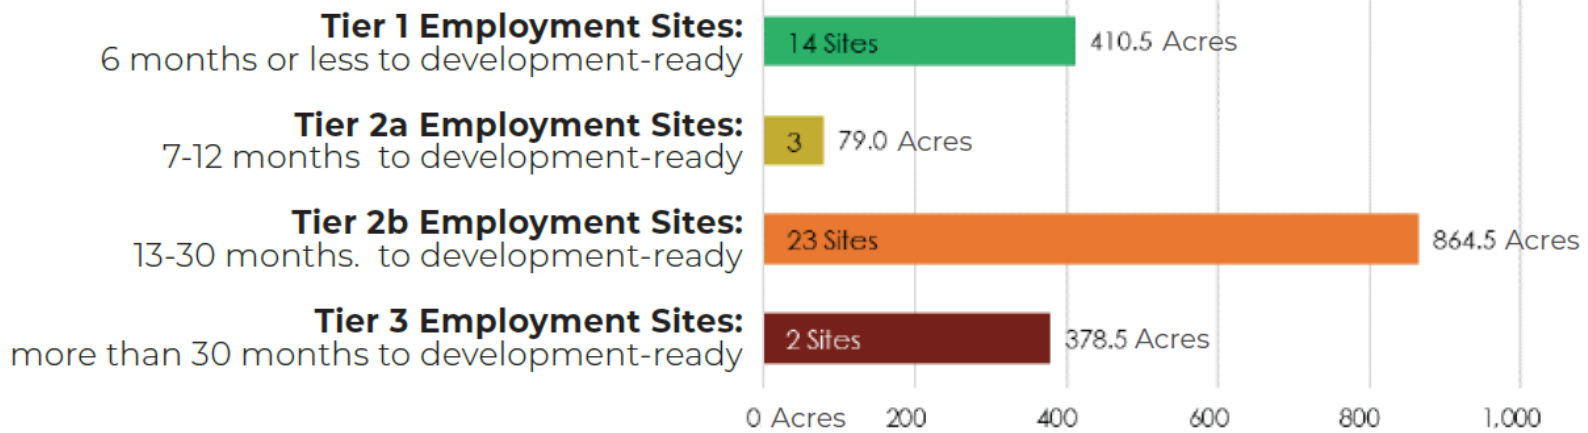 Tier 1 Employment Sites:
6 months or less to development-ready
14 Sites
410.5 Acres
Tier 2a Employment Sites:
7-12 months  to development-ready
3
79.0 Acres
Tier 2b Employment Sites:
13-30 months.  to development-ready
23 Sites
864.5 Acres
Tier 3 Employment Sites:
more than 30 months to development-ready
2 Sites
378.5 Acres
0 Acres 200 400 600 800 1,000